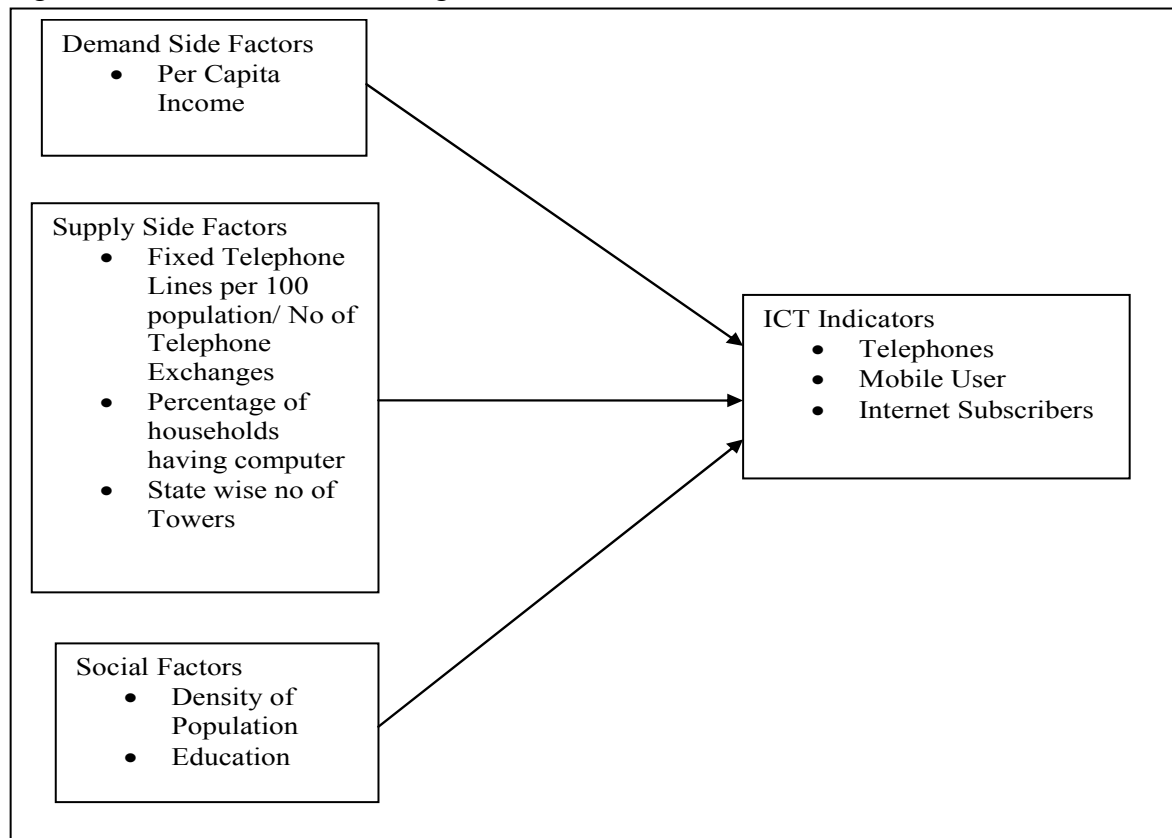 Demand Side Factors
• Per Capita
Income
Supply Side Factors
• Fixed Telephone
Lines per 100
population/ No of
Telephone
Exchanges
• Percentage of
households
having computer
• State wise no of
Towers
Social Factors
• Density of
Population
• Education
ICT Indicators
• Telephones
• Mobile User
• Internet Subscribers